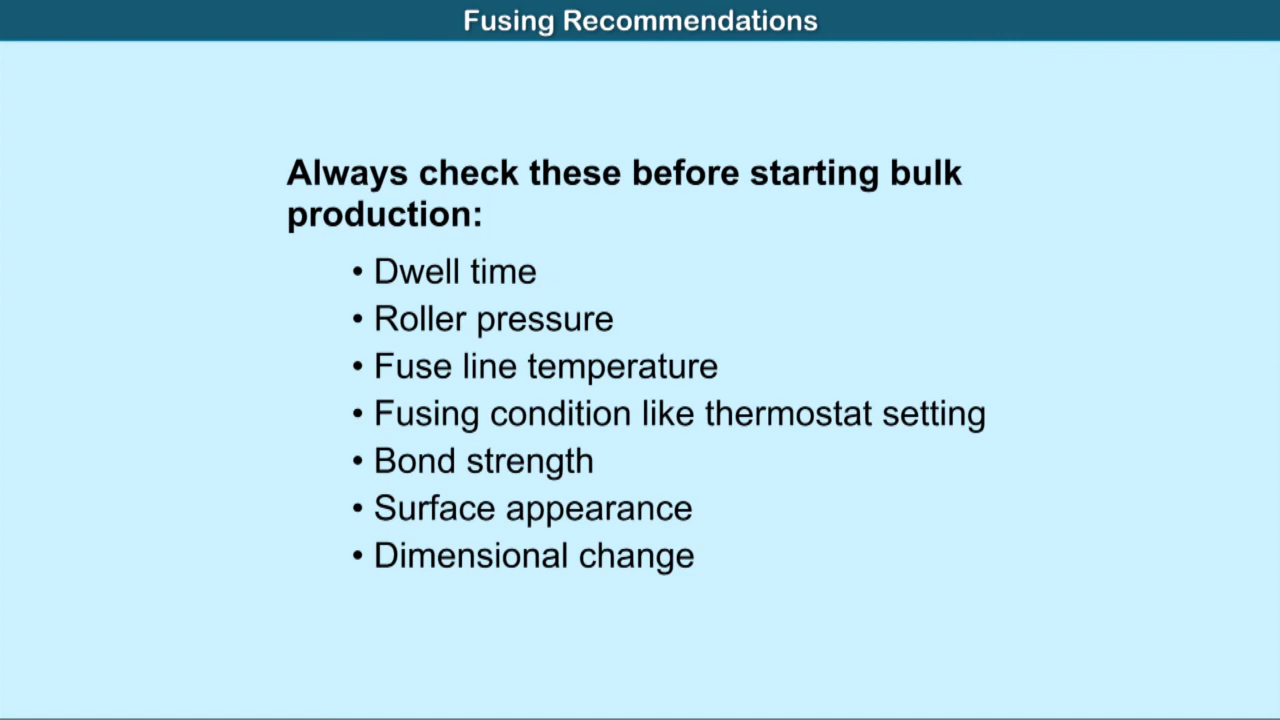 Fusing Recommendations
Always check these before starting bulk
production:
• Dwell time
• Roller pressure
• Fuse line temperature
• Fusing condition like thermostat setting
• Bond strength
• Surface appearance
• Dimensional change